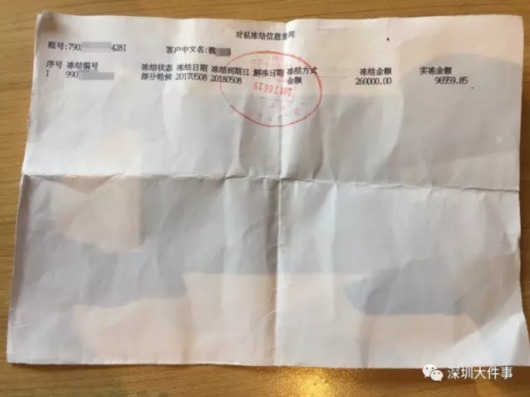 对私冻结信息查询
账号:790 4281 客户中文名:魏
序号 冻结编号 冻结状态 冻结日期 冻结到期日 解冻日期 冻结方式 冻结金额 实冻金额
1 990 部分轮候 20170508 20180508 金额 260000.00 96559.85
深圳大件事